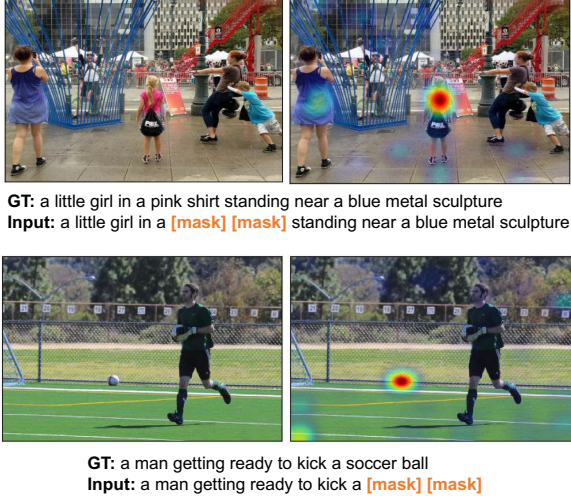 GT: a little girl in a pink shirt standing near a blue metal sculpture
Input: a little girl in a [mask] [mask] standing near a blue metal sculpture
GT: a man getting ready to kick a soccer ball
Input: a man getting ready to kick a [mask] [mask]